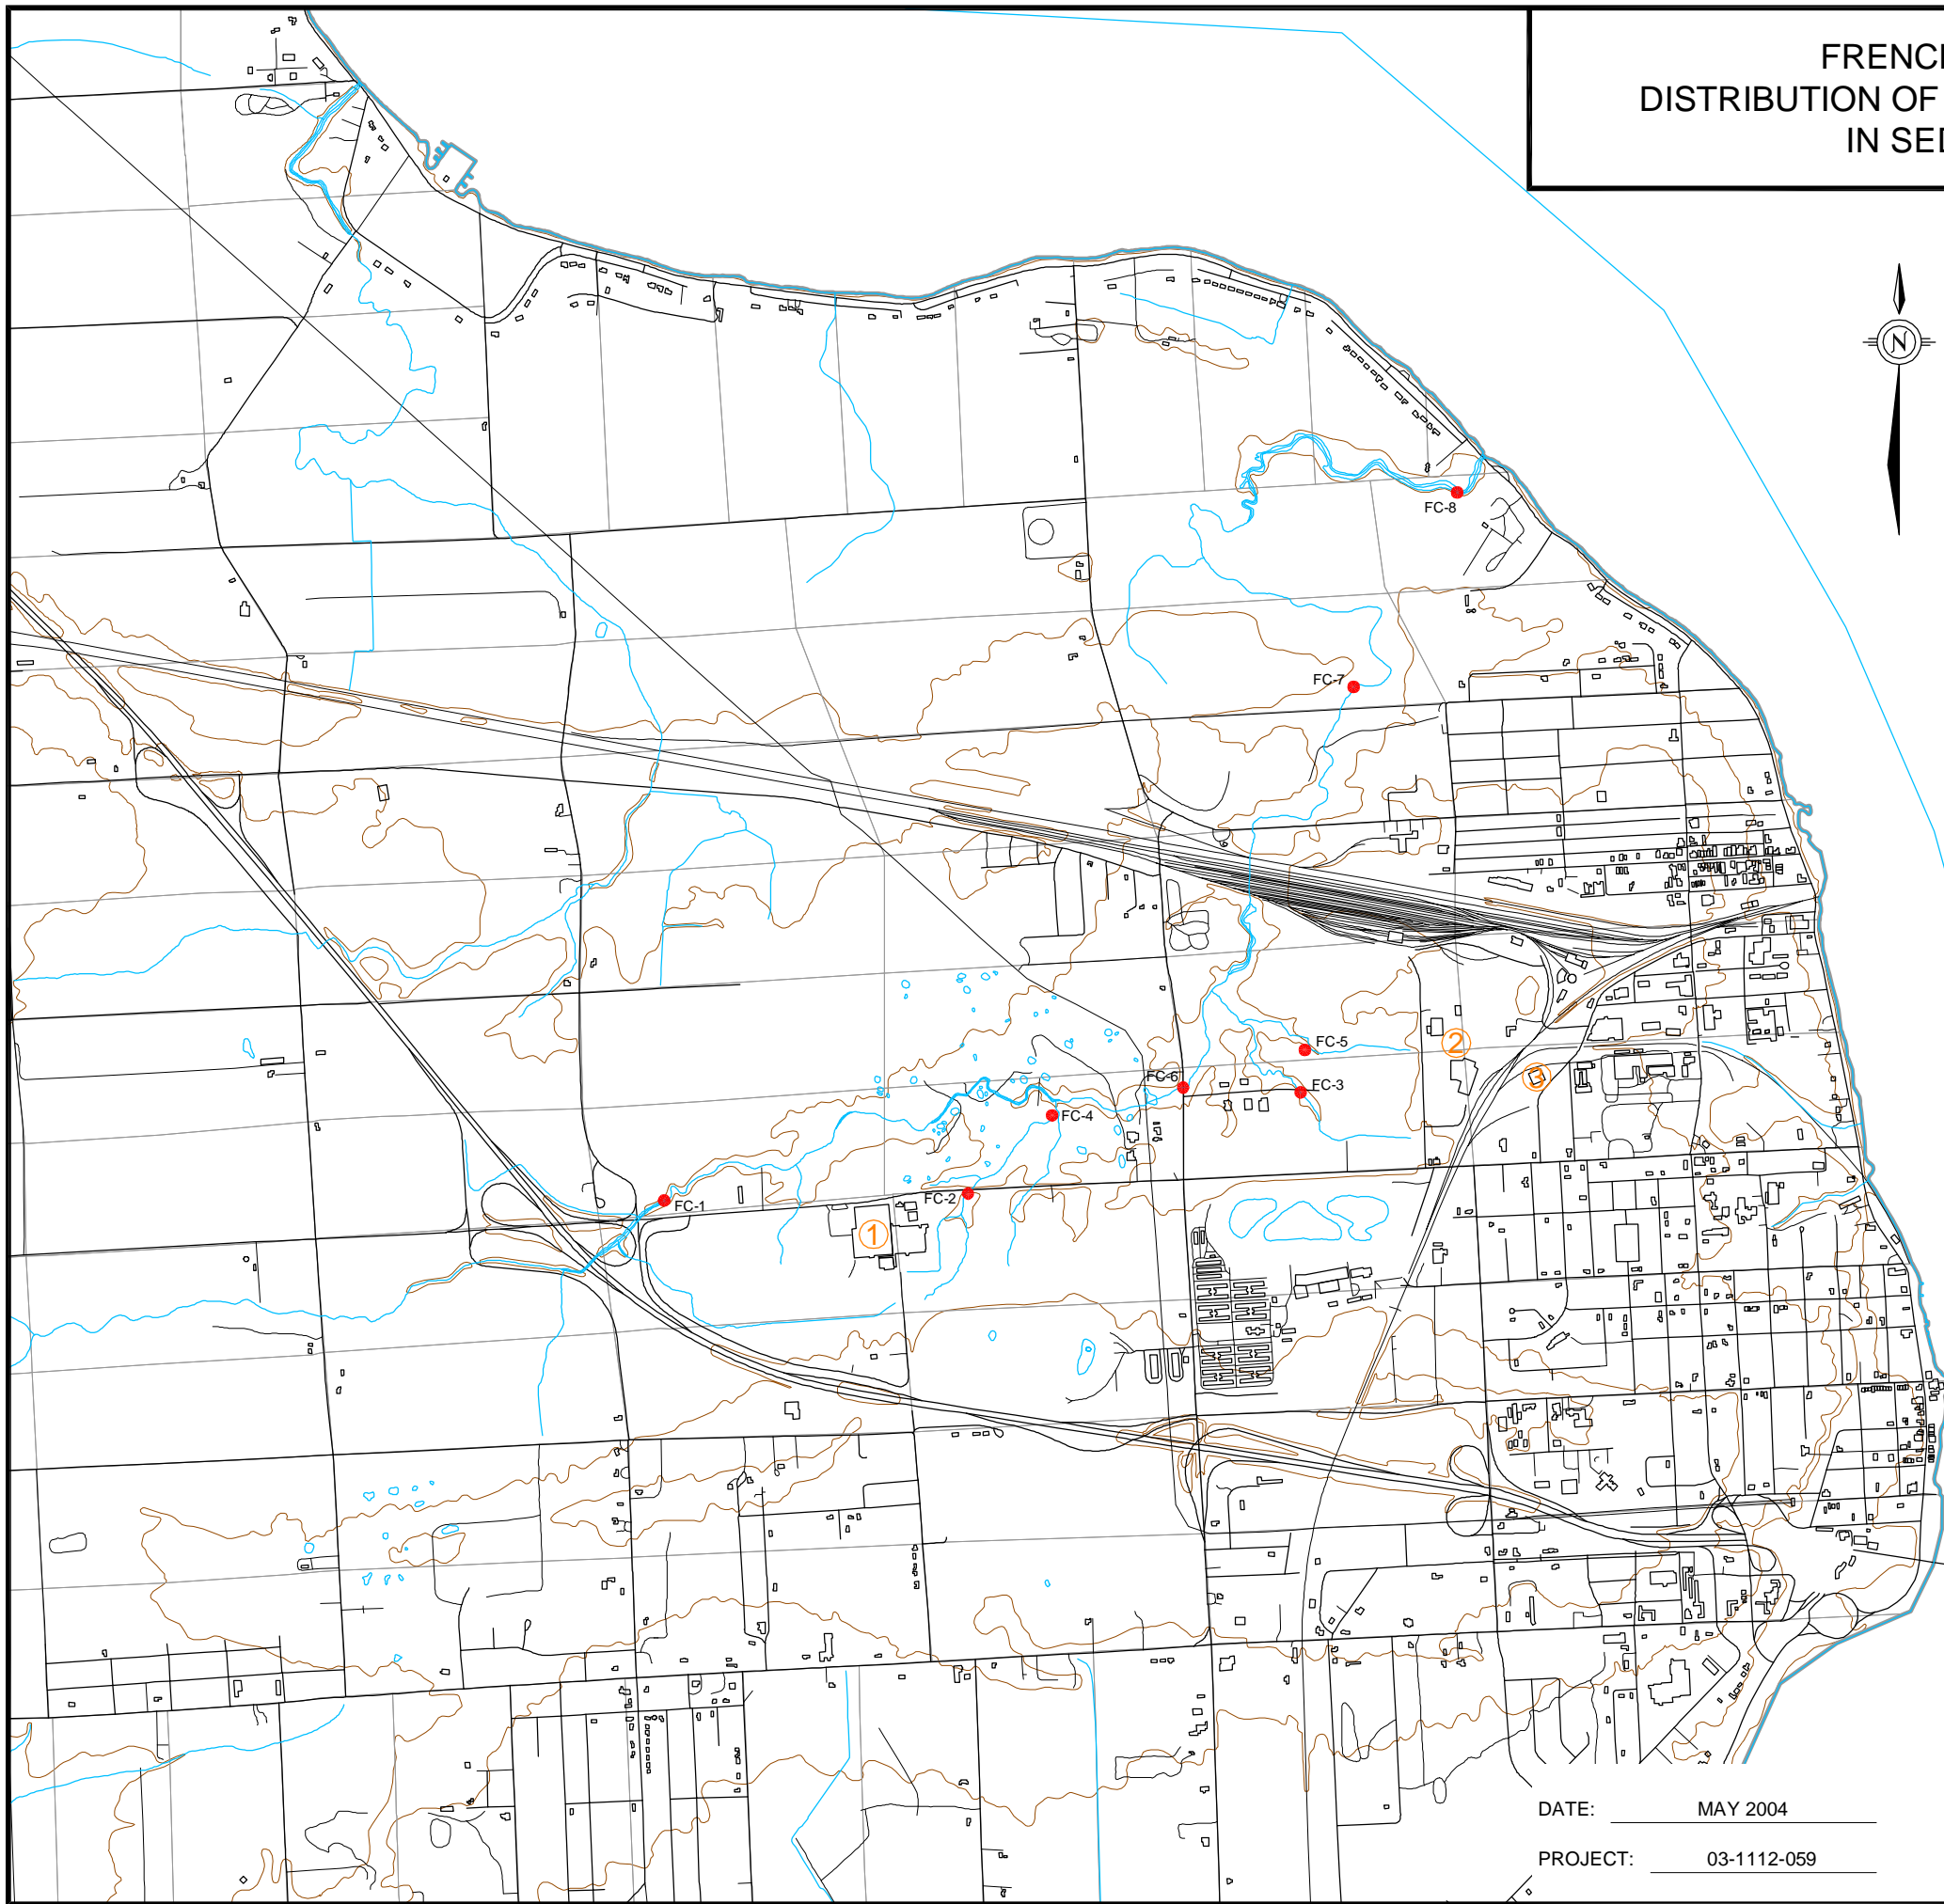 FRENCH
DISTRIBUTION OF
IN SED
N
FC-8
FC-7
FC-5
2
3
FC-6
FC-3
FC-4
FC-2
FC-1
1
DATE: MAY 2004
PROJECT: 03-1112-059